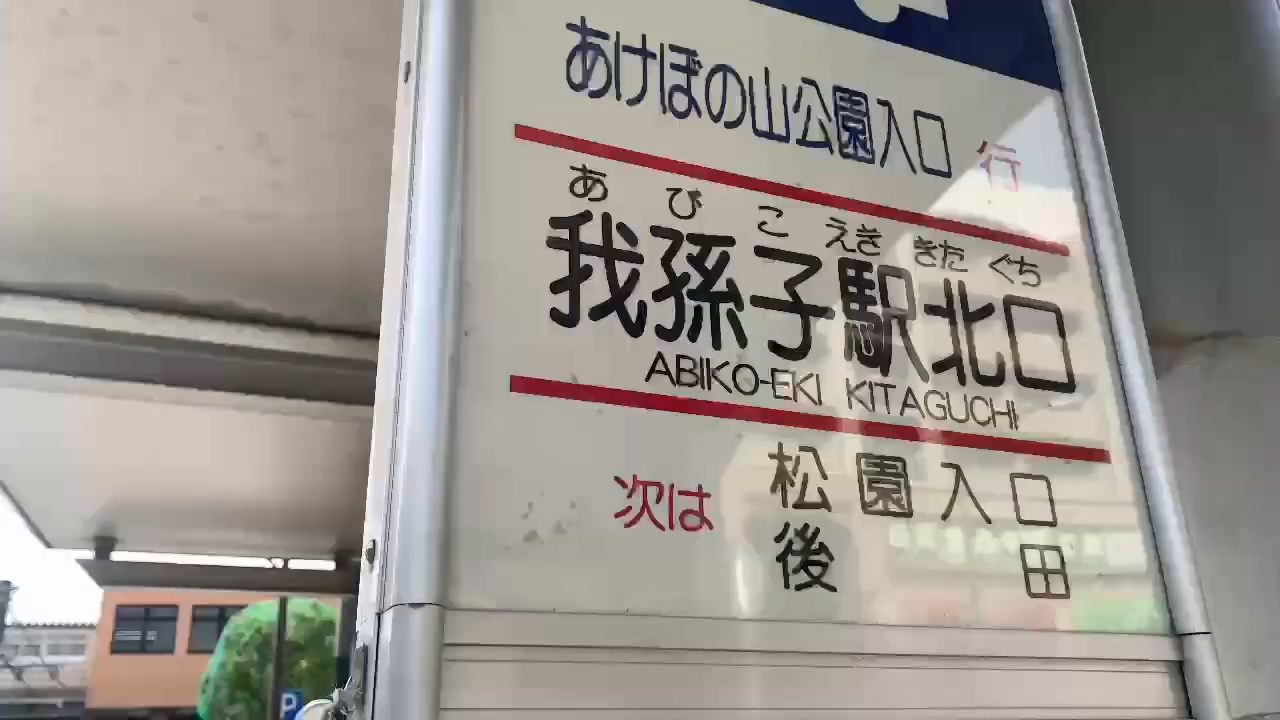 あけぼの山公園入口 行
あ び こ えき きた ぐち
我孫子駅北口
ABIKO-EKI KITAGUCHI
次は 松園入口
後田
P